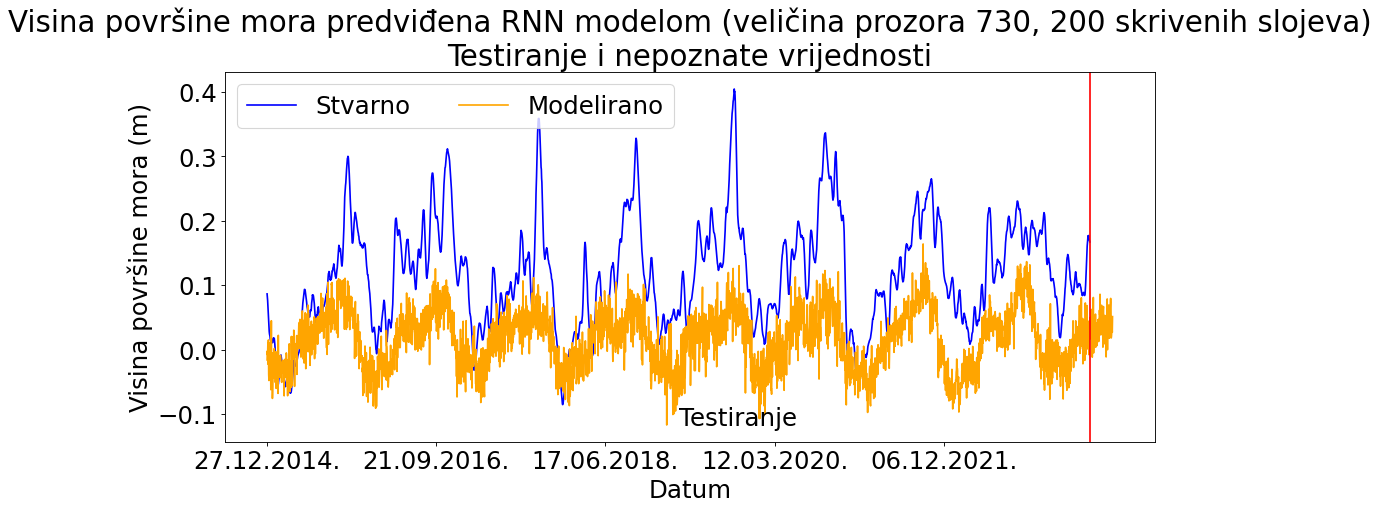 Visina površine mora predviđena RNN modelom (veličina prozora 730, 200 skrivenih slojeva)
Testiranje i nepoznate vrijednosti
Stvarno
Modelirano
Visina površine mora (m)
0.4
0.3
0.2
0.1
0.0
−0.1
Testiranje
27.12.2014.
21.09.2016.
17.06.2018.
12.03.2020.
06.12.2021.
Datum